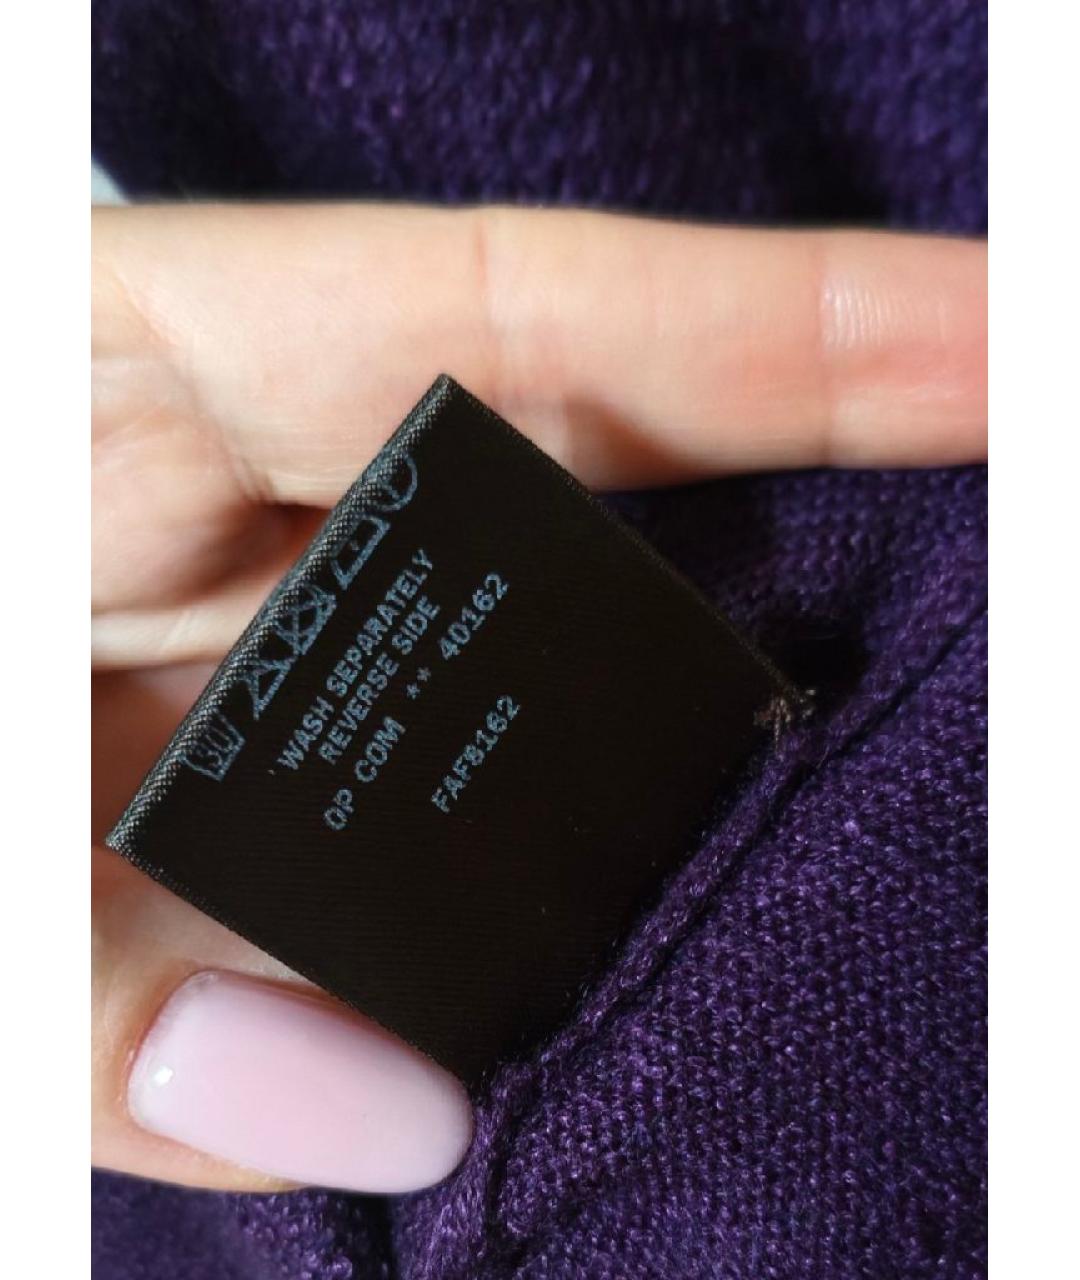 30
WASH SEPARATELY
REVERSE SIDE
OP COM ** 40162
FAF8162